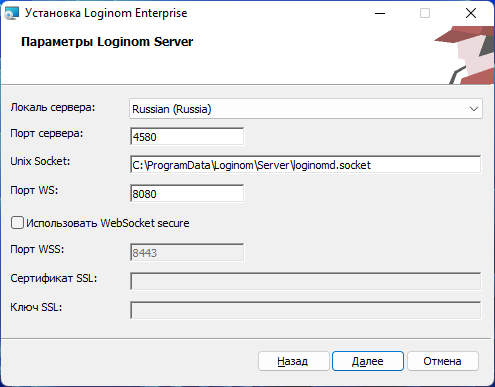 Установка Loginom Enterprise
Параметры Loginom Server
Локаль сервера: Russian (Russia)
Порт сервера: 4580
Unix Socket: C:\ProgramData\Loginom\Server\loginomd.socket
Порт WS: 8080
Использовать WebSocket secure
Порт WSS: 8443
Сертификат SSL:
Ключ SSL:
Назад Далее Отмена